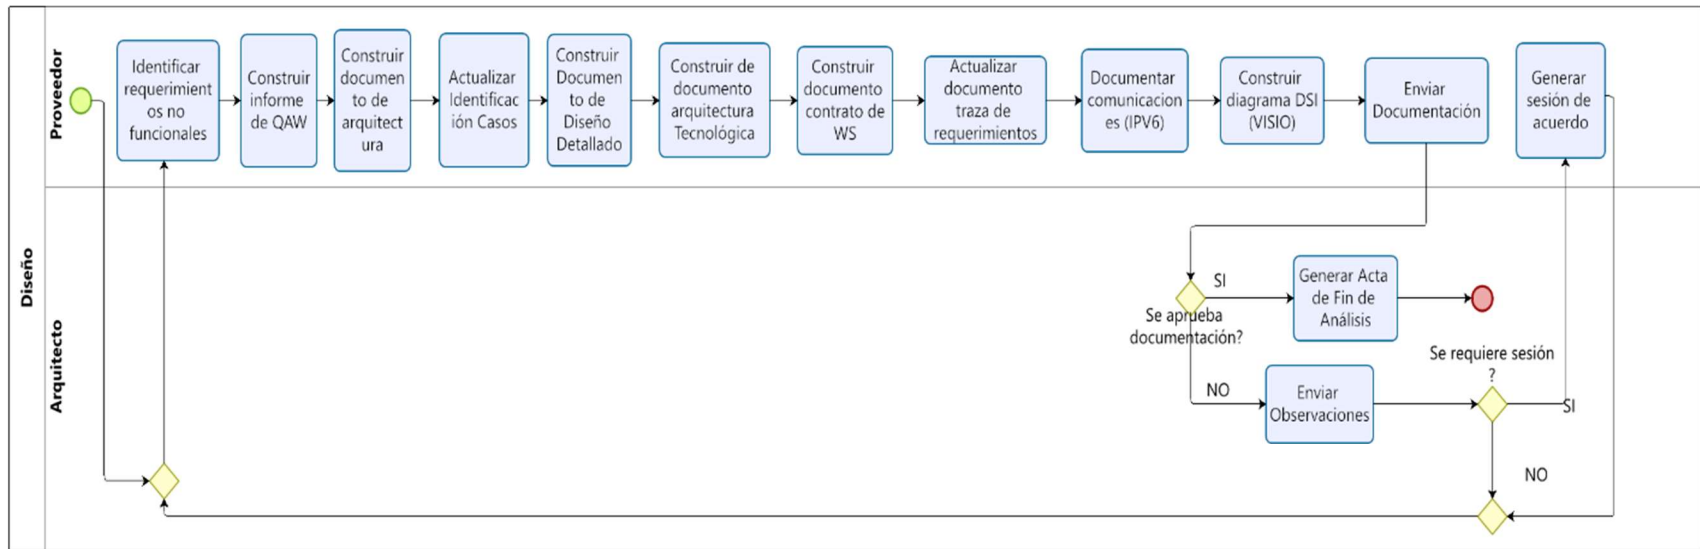 Diseño
Proveedor
Identificar
requerimient
os no
funcionales
Construir
informe
de QAW
Construir
documen
to de
arquitect
ura
Actualizar
Identificac
ión Casos
Construir
Documen
to de
Diseño
Detallado
Construir de
documento
arquitectura
Tecnológica
Construir
documento
contrato de
WS
Actualizar
documento
traza de
requerimientos
Documentar
comunicacion
es (IPV6)
Construir
diagrama DSI
(VISIO)
Enviar
Documentación
Generar
sesión de
acuerdo
Arquitecto
Se aprueba
documentación?
SI
Generar Acta
de Fin de
Análisis
NO
Enviar
Observaciones
Se requiere sesión
?
SI
NO